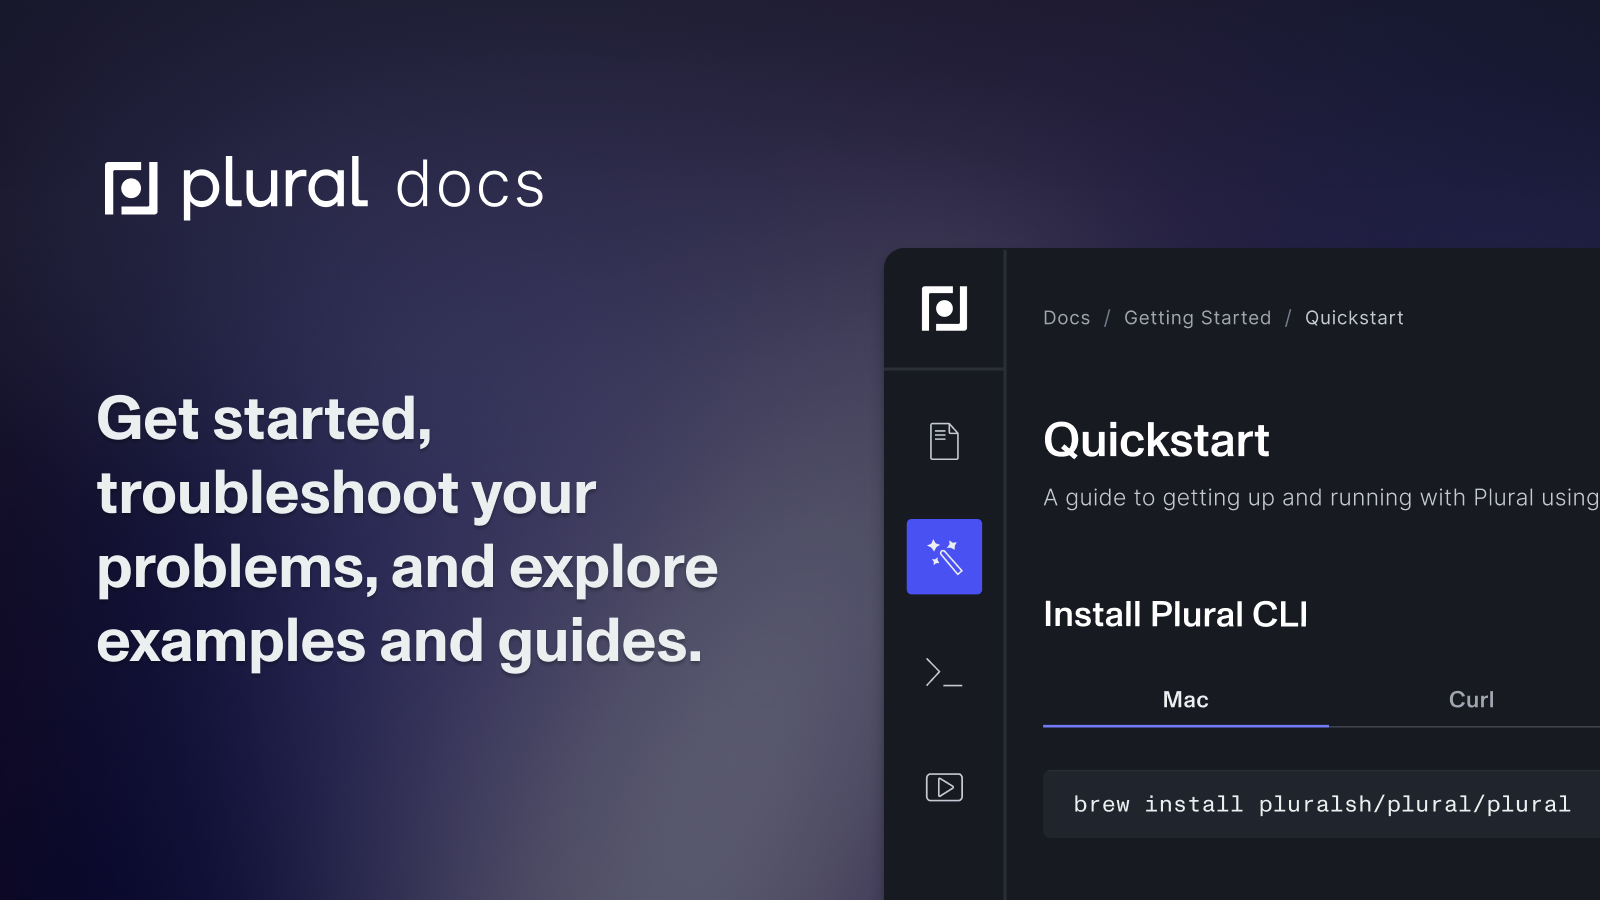 plural docs
Get started,
troubleshoot your
problems, and explore
examples and guides.
Docs / Getting Started / Quickstart
Quickstart
A guide to getting up and running with Plural using
Install Plural CLI
Mac Curl
brew install pluralsh/plural/plural